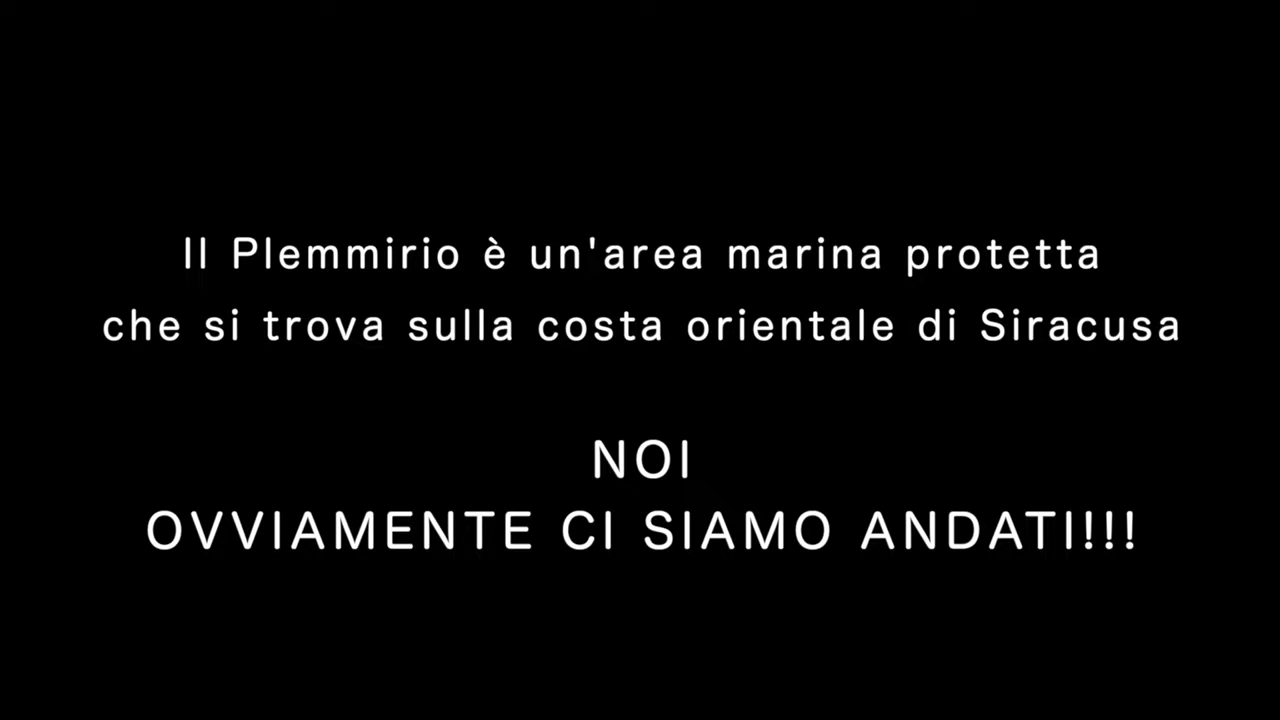 Il Plemmirio è un'area marina protetta
che si trova sulla costa orientale di Siracusa
NOI
OVVIAMENTE CI SIAMO ANDATI!!!